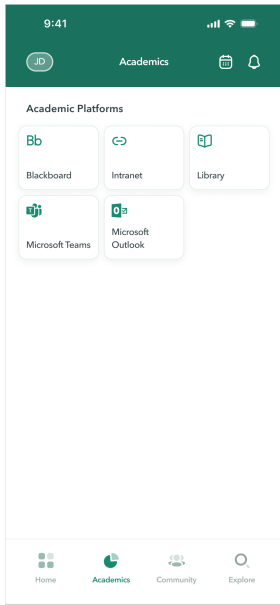 9:41
JD
Academics
Academic Platforms
Bb
Blackboard
Intranet
Library
Microsoft Teams
Microsoft
Outlook
Home
Academics
Community
Explore